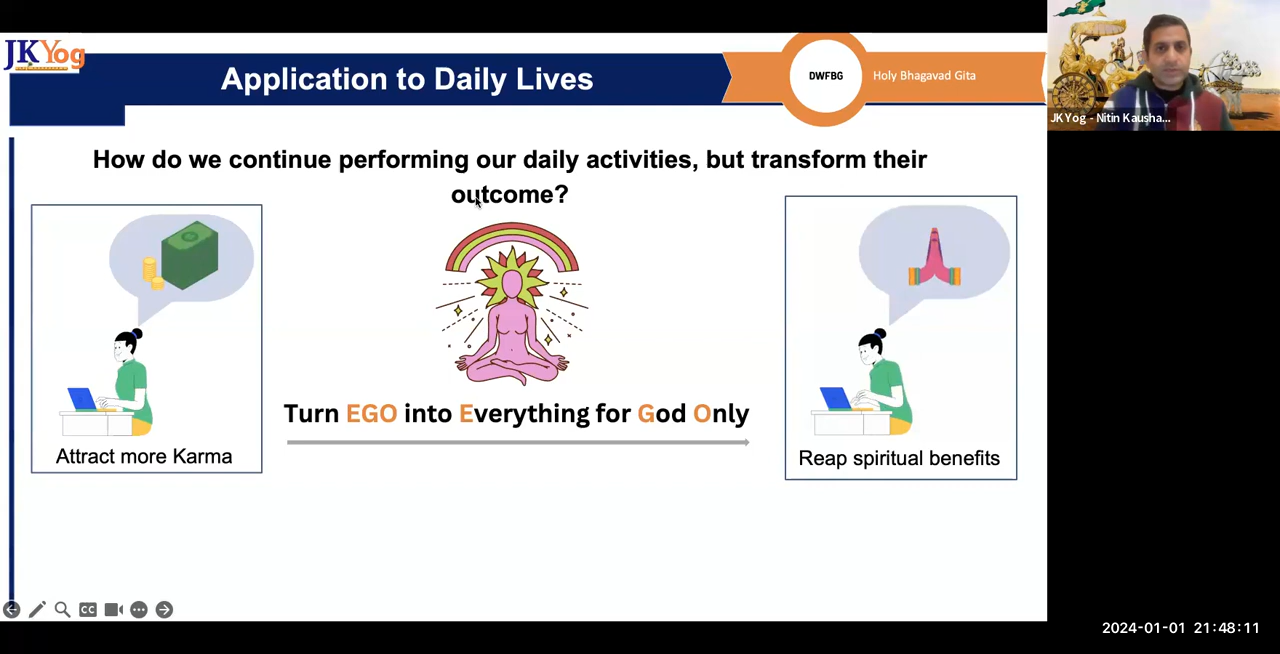 JKYog
Application to Daily Lives
DWFBG
Holy Bhagavad Gita
JKYog - Nitin Kausha...
How do we continue performing our daily activities, but transform their
outcome?
Turn EGO into Everything for God Only
Attract more Karma
Reap spiritual benefits
CC
2024-01-01 21:48:11